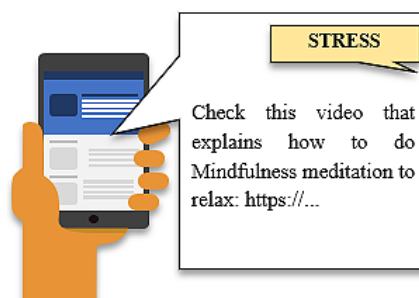 STRESS
Check this video that
explains how to do
Mindfulness meditation to
relax: https://...